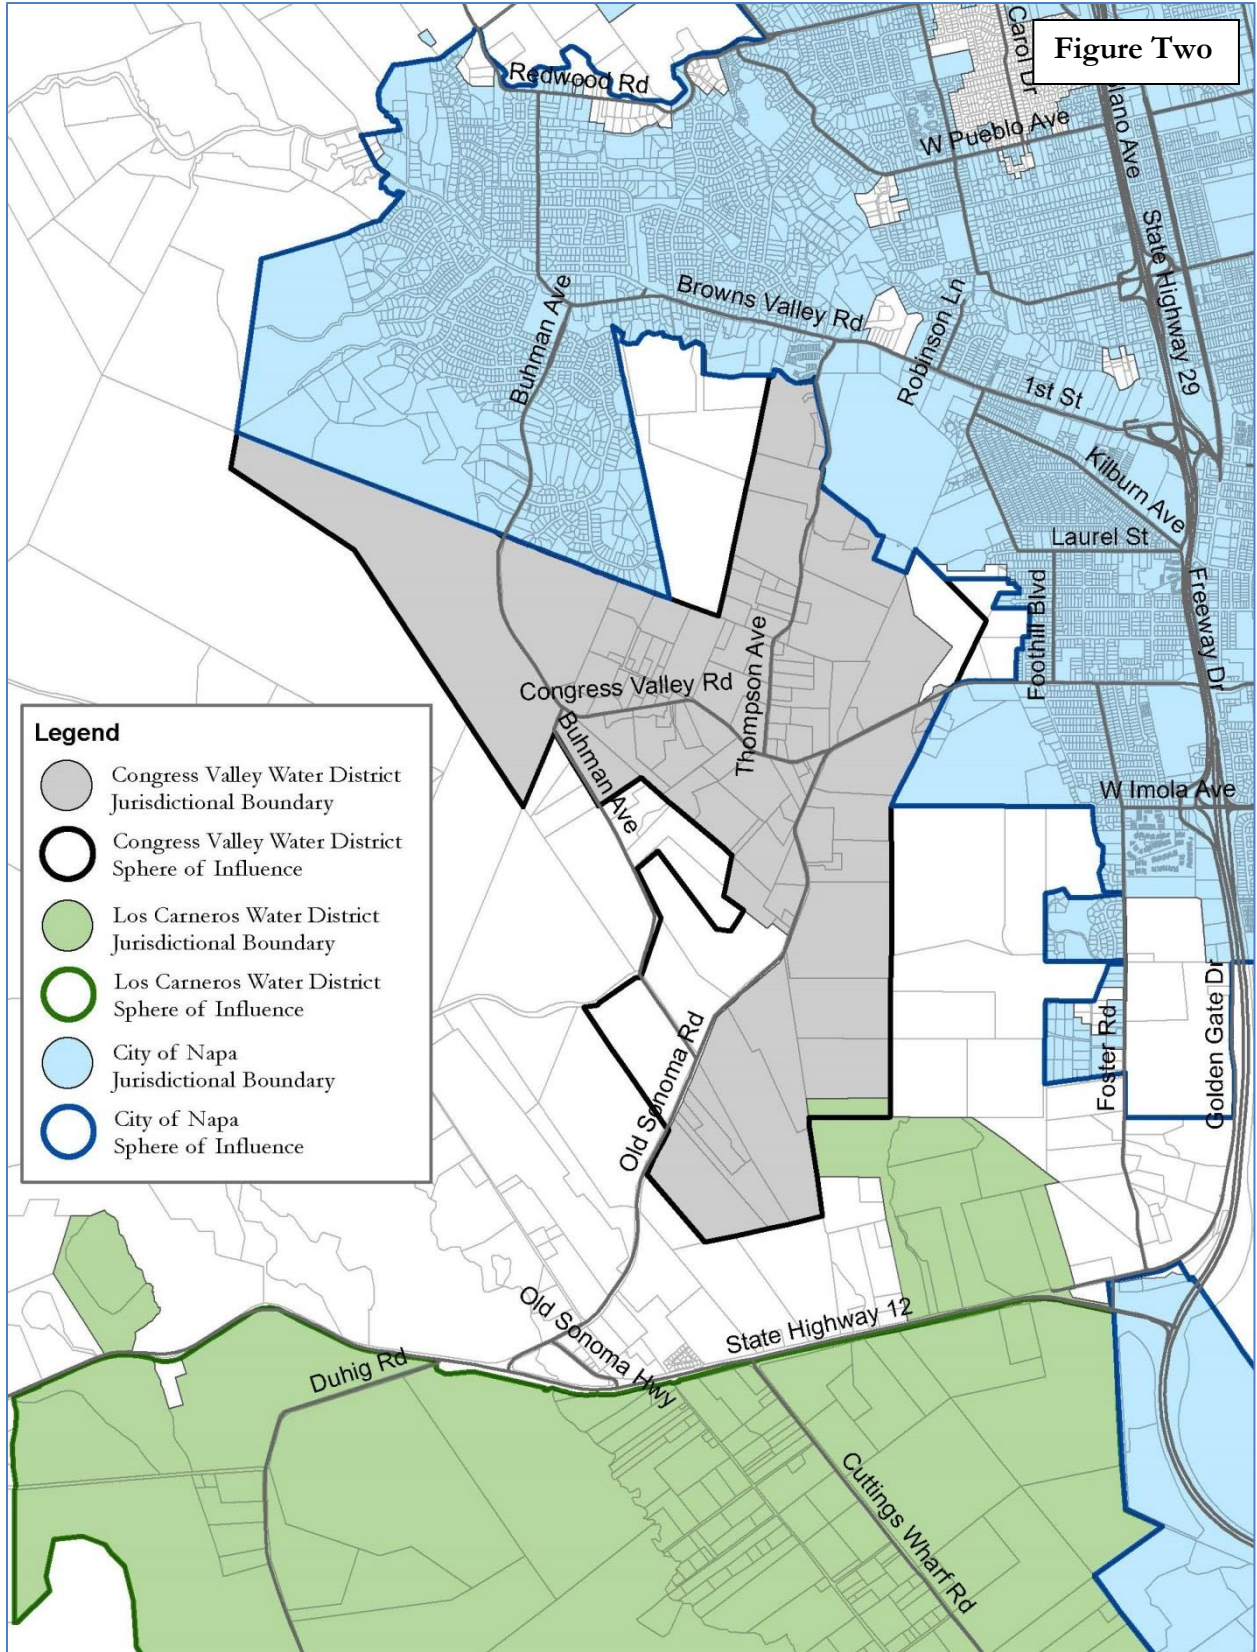 Figure Two
Carol Dr
Redwood Rd
W Pueblo Ave
lano Ave
State Highway 29
Browns Valley Rd
Buhman Ave
Robinson Ln
1st St
Kilburn Ave
Laurel St
Foothill Blvd
Freeway Dr
Thompson Ave
Congress Valley Rd
Buhman Ave
W Imola Ave
Legend
Congress Valley Water District
Jurisdictional Boundary
Congress Valley Water District
Sphere of Influence
Los Carneros Water District
Jurisdictional Boundary
Los Carneros Water District
Sphere of Influence
City of Napa
Jurisdictional Boundary
City of Napa
Sphere of Influence
Golden Gate Dr
Foster Rd
Old Sonoma Rd
Old Sonoma Hwy
State Highway 12
Duhig Rd
Cuttings Wharf Rd